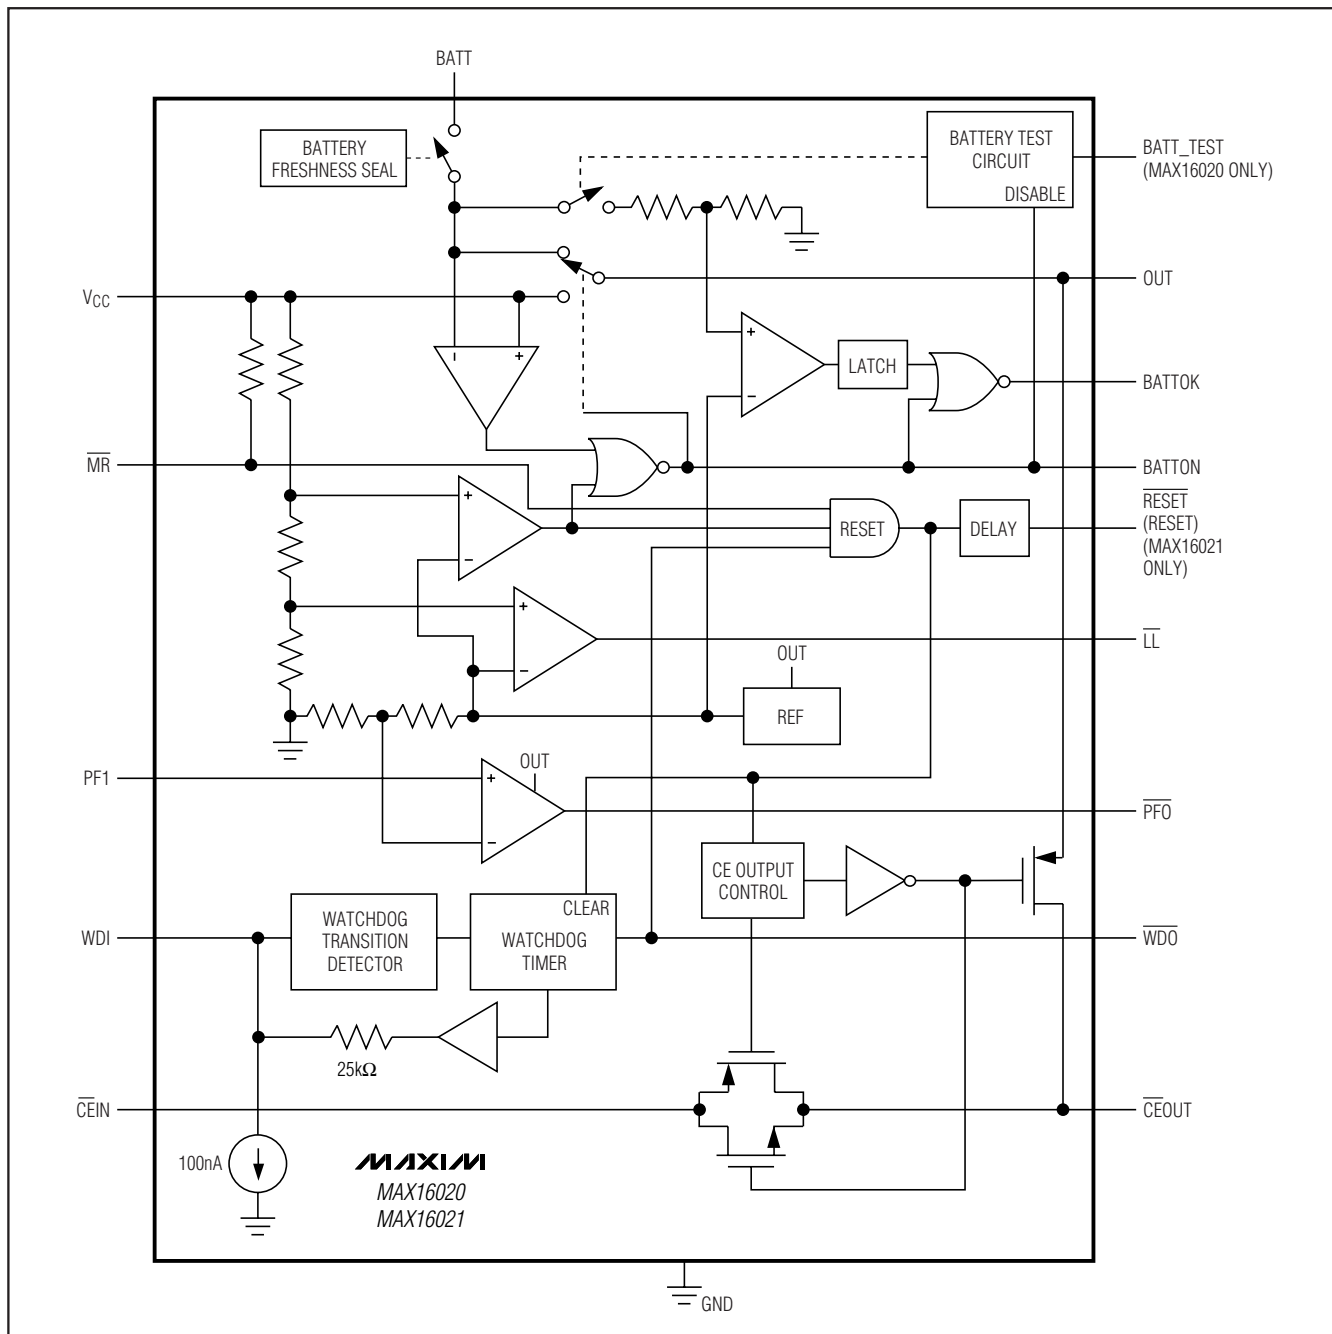 BATT
BATTERY
FRESHNESS SEAL
BATTERY TEST
CIRCUIT
DISABLE
BATT_TEST
(MAX16020 ONLY)
OUT
VCC
+
−
+
−
LATCH
BATTOK
MR
BATTON
+
−
RESET
DELAY
RESET
(RESET)
(MAX16021
ONLY)
+
−
LL
OUT
REF
PF1
+
−
OUT
PFO
CE OUTPUT
CONTROL
WDI
WATCHDOG
TRANSITION
DETECTOR
CLEAR
WATCHDOG
TIMER
WDO
25kΩ
CEIN
CEOUT
100nA
MAXIM
MAX16020
MAX16021
GND